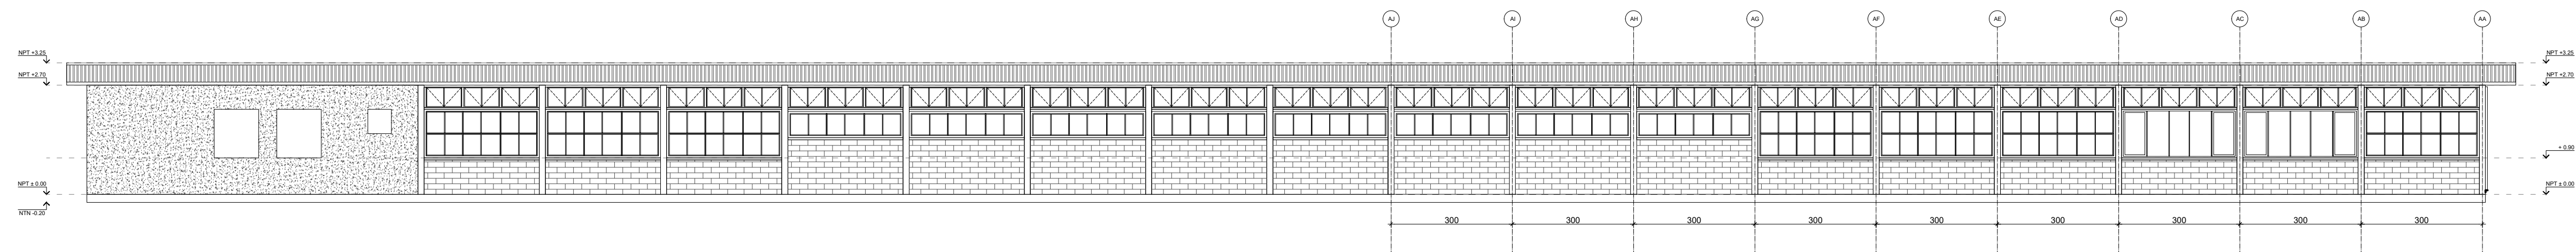 AJ AI AH AG AF AE AD AC AB AA
NPT +3.25
NPT +3.25
NPT +2.70
NPT +2.70
+ 0.90
NPT ± 0.00
NPT ± 0.00
NTN -0.20
300 300 300 300 300 300 300 300 300